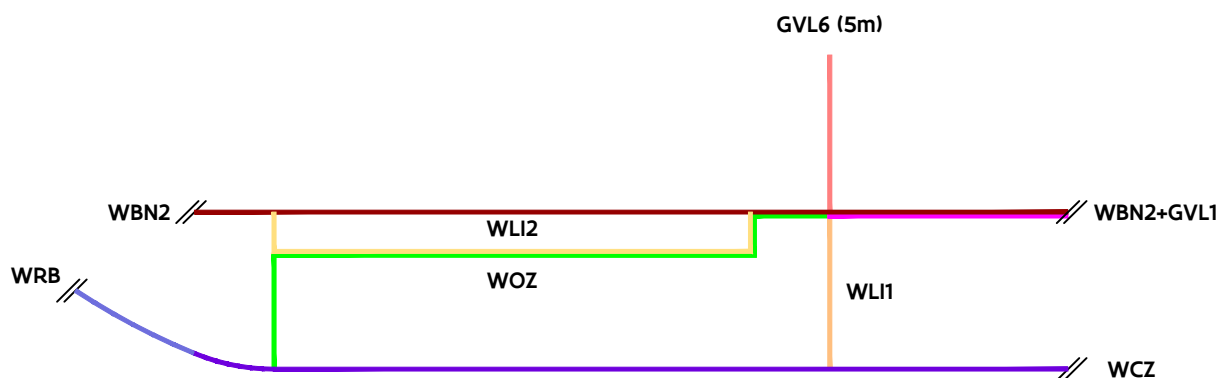 GVL6 (5m)
WBN2
WBN2+GVL1
WLI2
WRB
WOZ
WLI1
WCZ